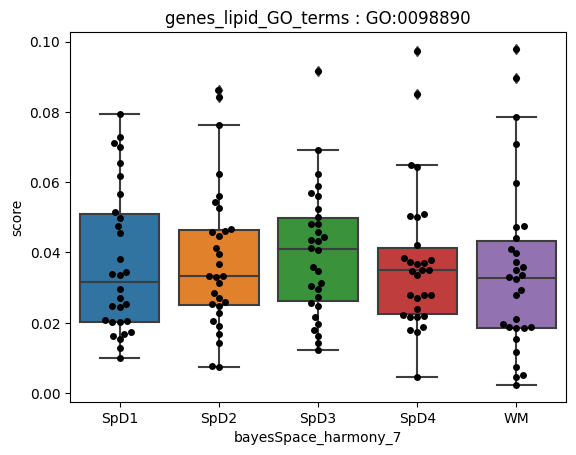 genes_lipid_GO_terms : GO:0098890
0.10
0.08
0.06
0.04
0.02
0.00
score
SpD1 SpD2 SpD3 SpD4 WM
bayesSpace_harmony_7